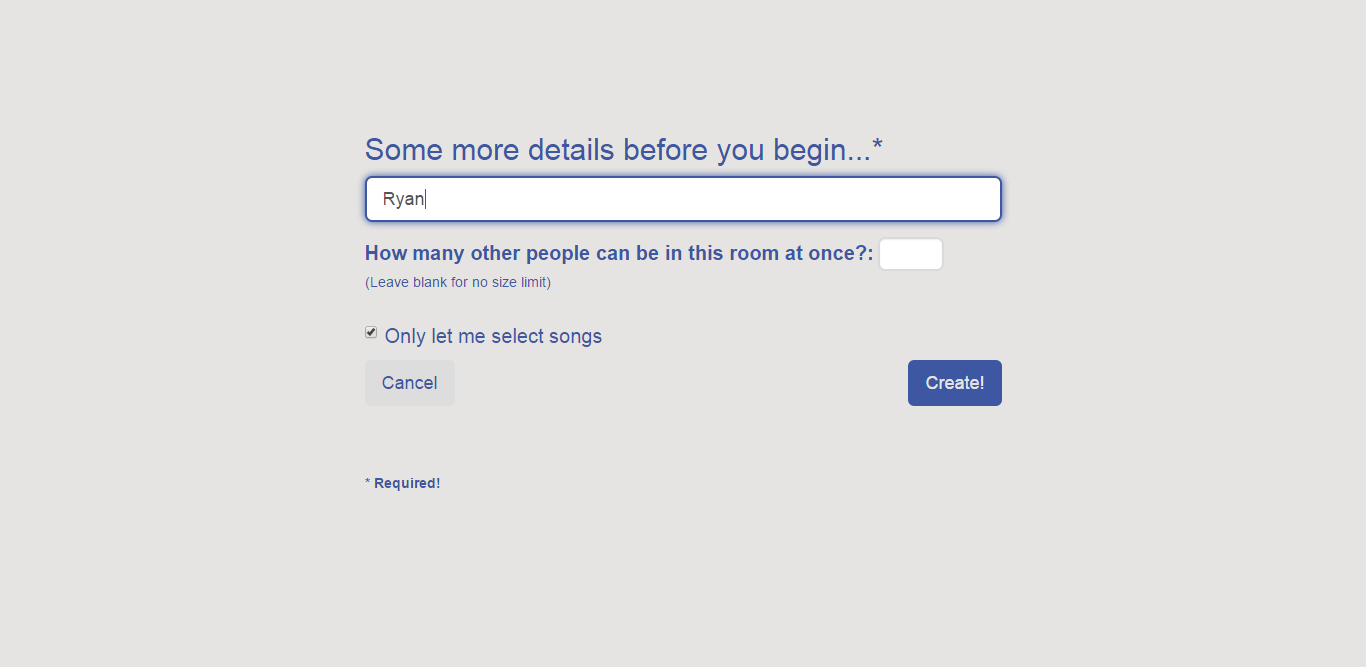 Some more details before you begin...*
Ryan
How many other people can be in this room at once?:
(Leave blank for no size limit)
Only let me select songs
Cancel
Create!
* Required!